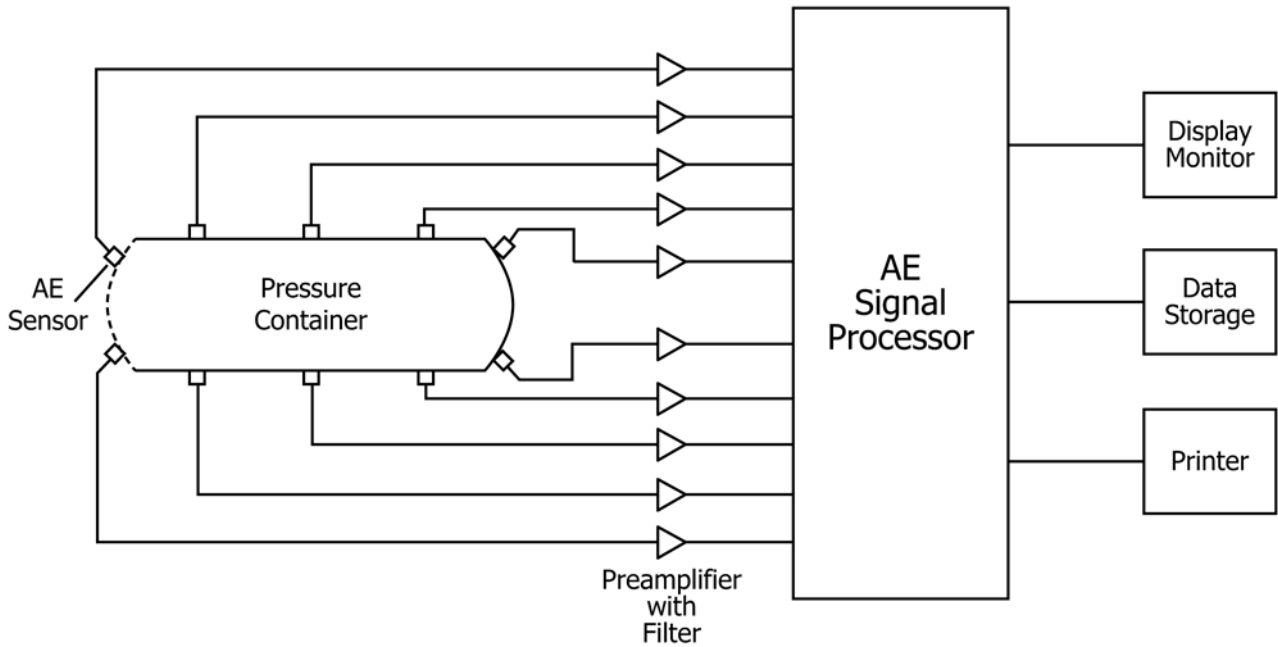 AE
Sensor
Pressure
Container
Preamplifier
with
Filter
AE
Signal
Processor
Display
Monitor
Data
Storage
Printer